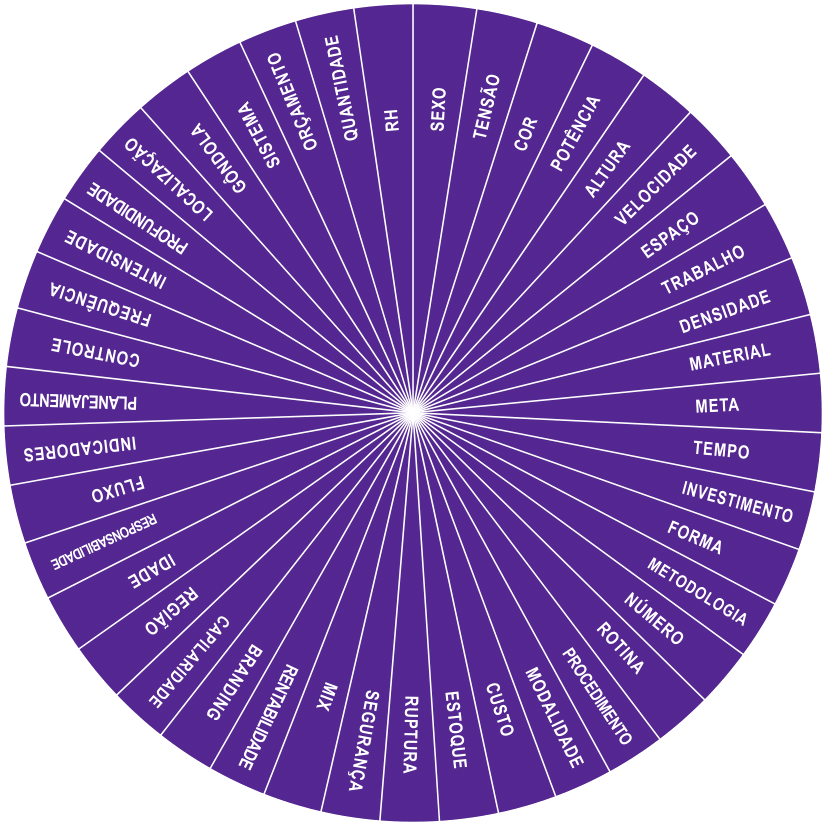 SEXO
TENSÃO
COR
POTÊNCIA
ALTURA
VELOCIDADE
ESPAÇO
TRABALHO
DENSIDADE
MATERIAL
META
TEMPO
INVESTIMENTO
FORMA
METODOLOGIA
NÚMERO
ROTINA
PROCEDIMENTO
MODALIDADE
CUSTO
ESTOQUE
RUPTURA
SEGURANÇA
MIX
RENTABILIDADE
BRANDING
CAPILARIDADE
REGIÃO
IDADE
RESPONSABILIDADE
FLUXO
INDICADORES
PLANEJAMENTO
CONTROLE
FREQUÊNCIA
INTENSIDADE
PROFUNDIDADE
LOCALIZAÇÃO
GÔNDOLA
SISTEMA
ORÇAMENTO
QUANTIDADE
RH